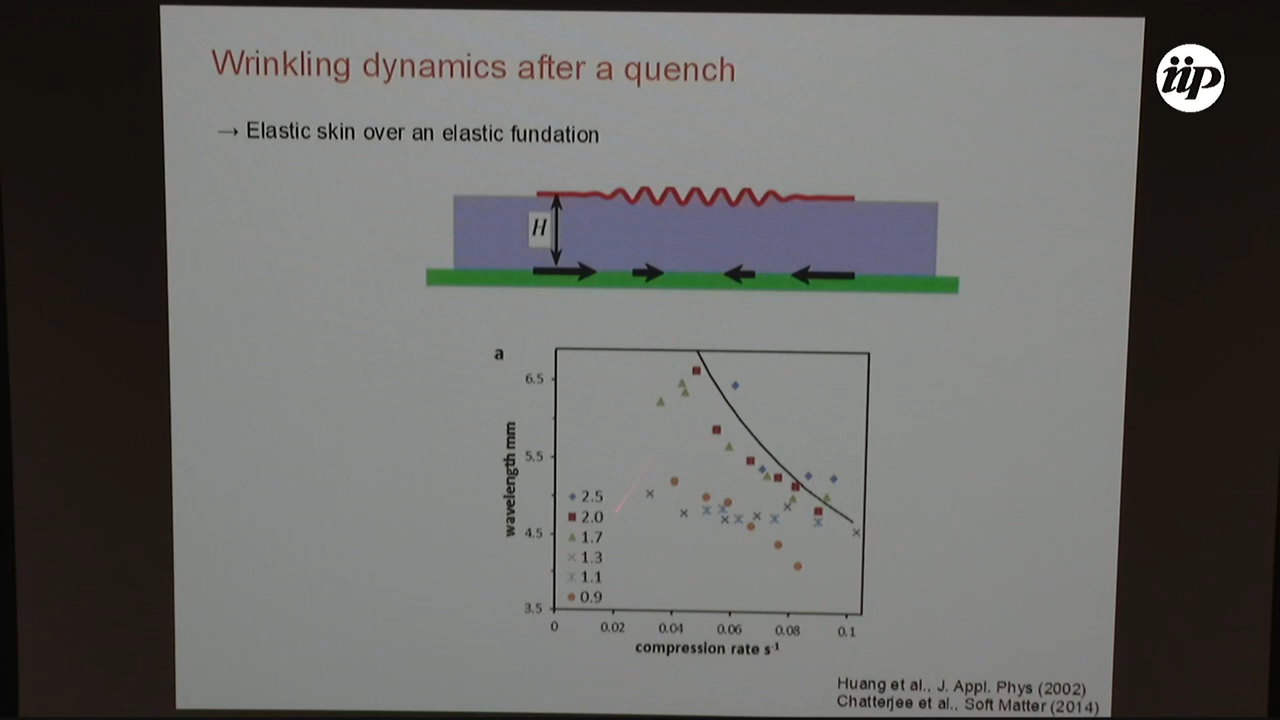 Wrinkling dynamics after a quench
iip
→ Elastic skin over an elastic fundation
H
a
6.5
5.5
4.5
3.5
wavelength mm
2.5
2.0
1.7
1.3
1.1
0.9
0
0.02
0.04
0.06
0.08
0.1
compression rate s⁻¹
Huang et al., J. Appl. Phys (2002)
Chatterjee et al., Soft Matter (2014)